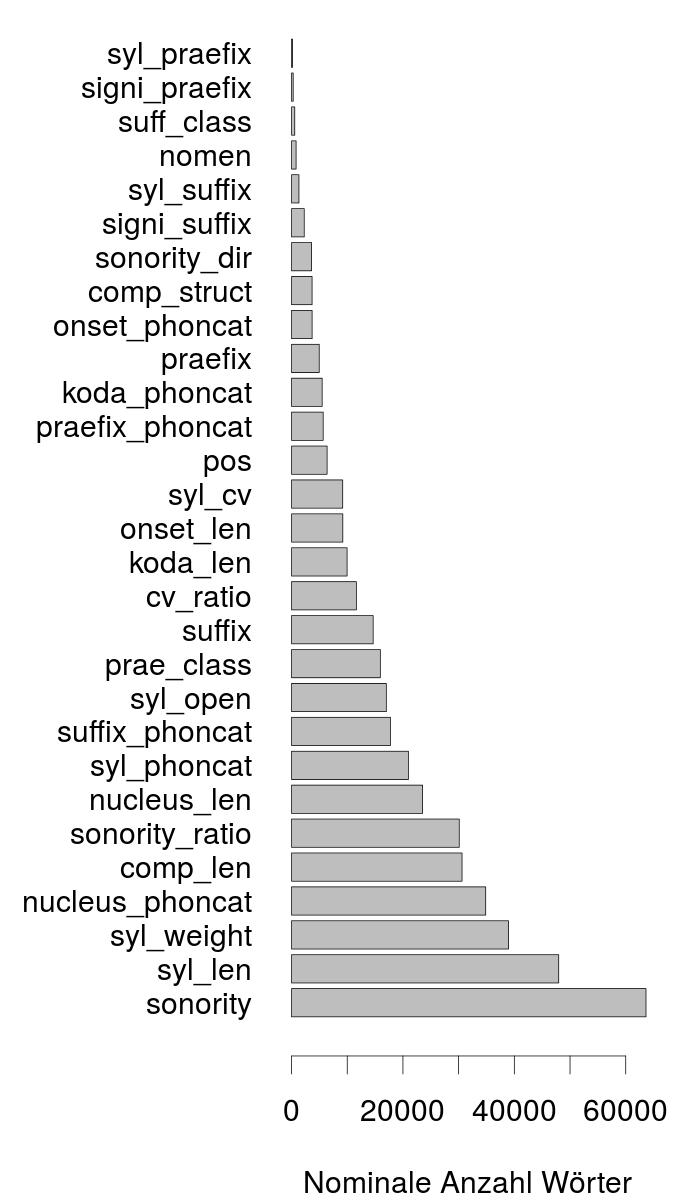 syl_praefix
signi_praefix
suff_class
nomen
syl_suffix
signi_suffix
sonority_dir
comp_struct
onset_phoncat
praefix
koda_phoncat
praefix_phoncat
pos
syl_cv
onset_len
koda_len
cv_ratio
suffix
prae_class
syl_open
suffix_phoncat
syl_phoncat
nucleus_len
sonority_ratio
comp_len
nucleus_phoncat
syl_weight
syl_len
sonority
0 20000 40000 60000
Nominale Anzahl Wörter